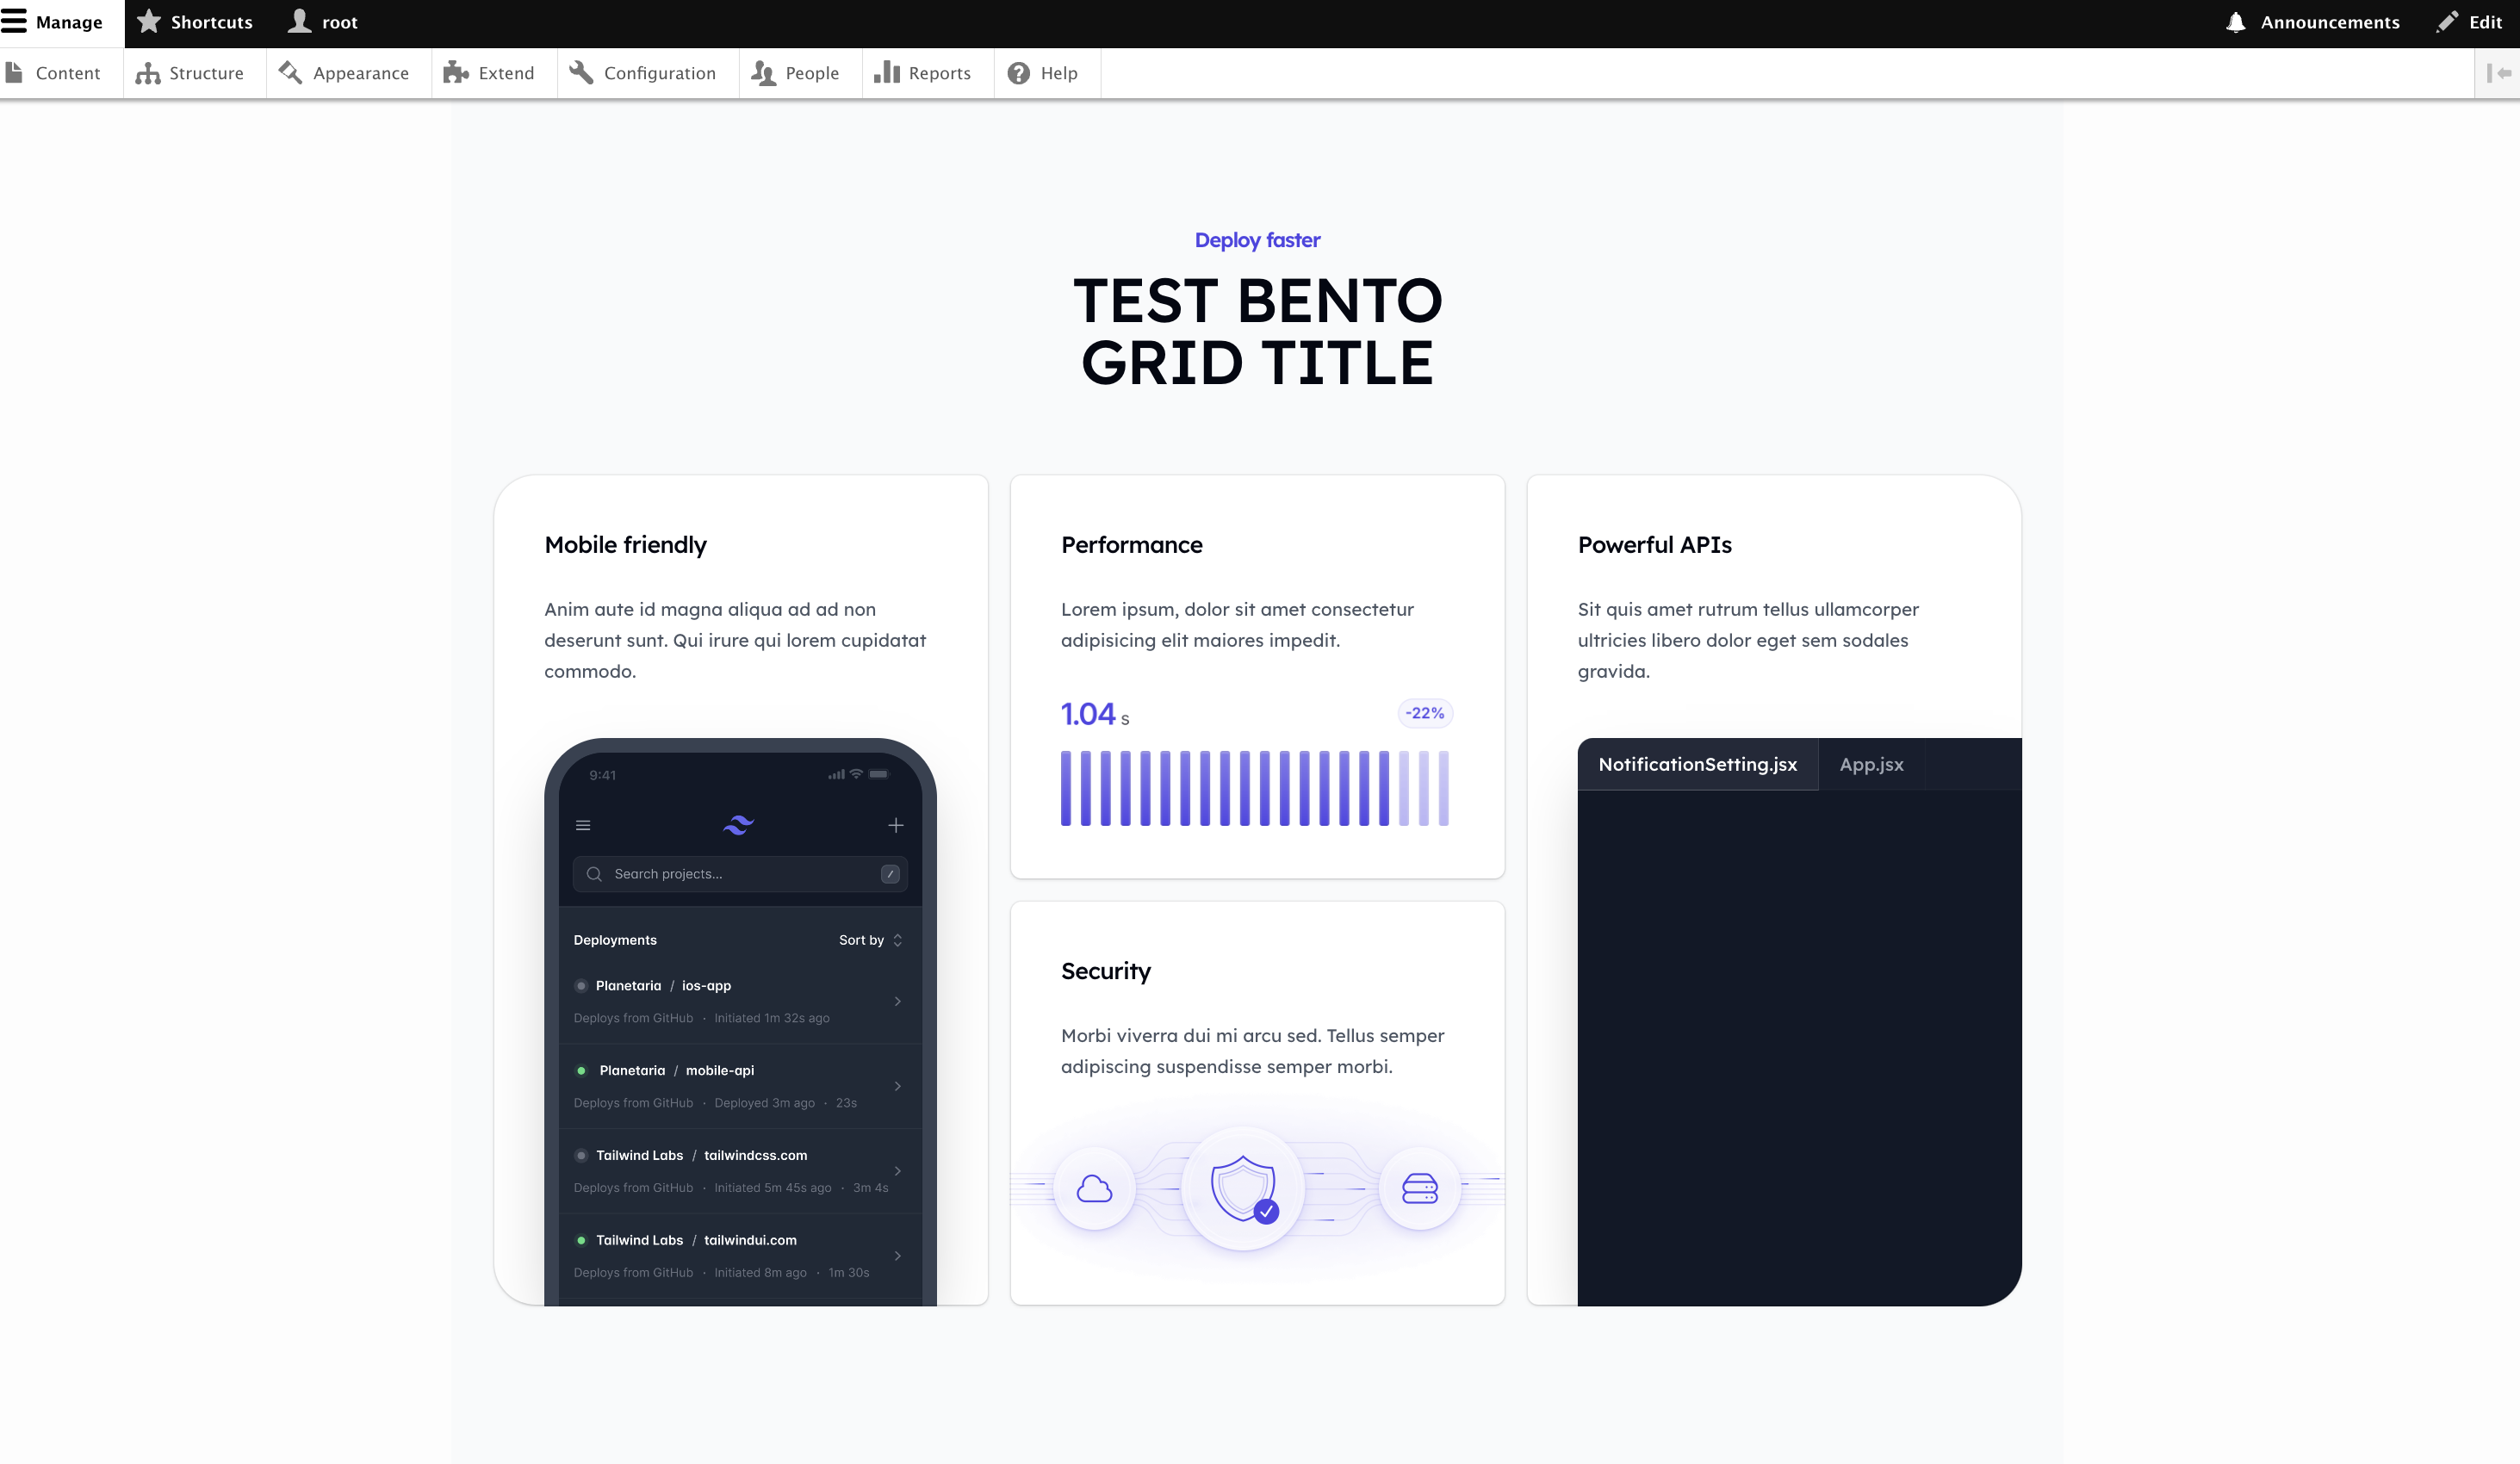 Manage Shortcuts root Announcements Edit
Content Structure Appearance Extend Configuration People Reports Help
Deploy faster
TEST BENTO
GRID TITLE
Mobile friendly
Anim aute id magna aliqua ad ad non
deserunt sunt. Qui irure qui lorem cupidatat
commodo.
9:41
Search projects... /
Deployments Sort by
Planetaria / ios-app
Deploys from GitHub · Initiated 1m 32s ago
Planetaria / mobile-api
Deploys from GitHub · Deployed 3m ago · 23s
Tailwind Labs / tailwindcss.com
Deploys from GitHub · Initiated 5m 45s ago · 3m 4s
Tailwind Labs / tailwindui.com
Deploys from GitHub · Initiated 8m ago · 1m 30s
Performance
Lorem ipsum, dolor sit amet consectetur
adipisicing elit maiores impedit.
1.04 s -22%
Security
Morbi viverra dui mi arcu sed. Tellus semper
adipiscing suspendisse semper morbi.
Powerful APIs
Sit quis amet rutrum tellus ullamcorper
ultricies libero dolor eget sem sodales
gravida.
NotificationSetting.jsx App.jsx